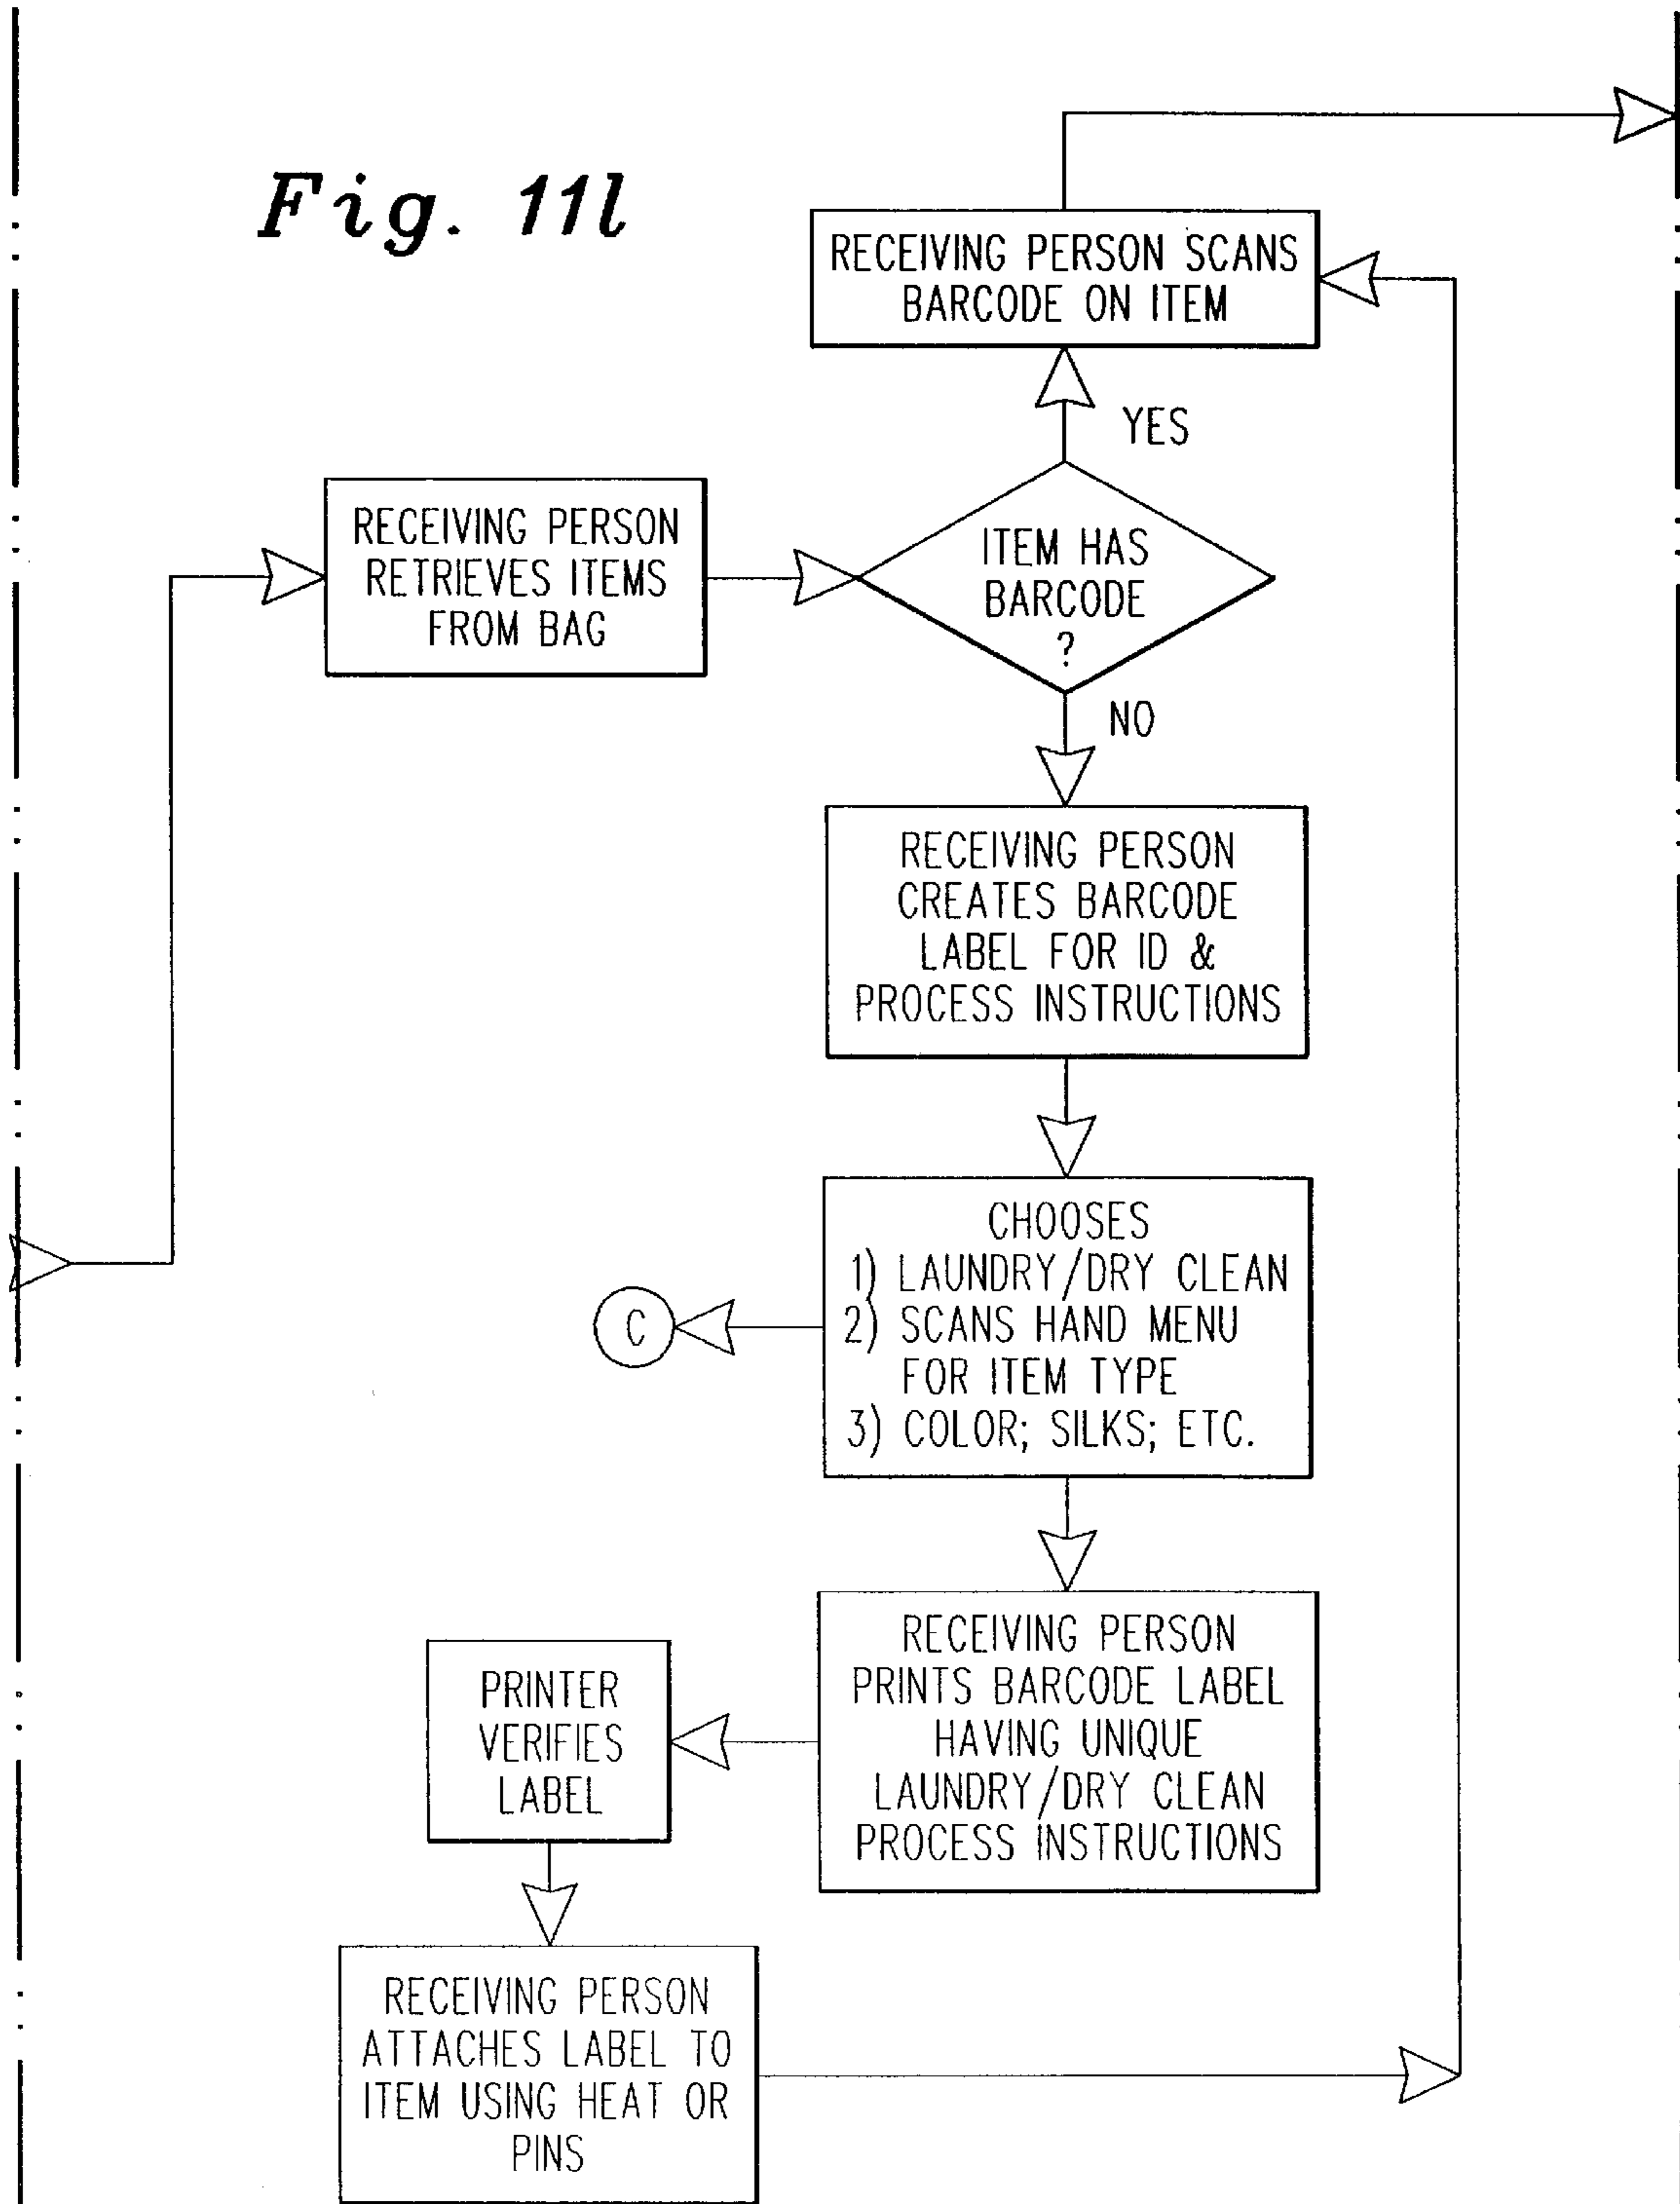 Fig. 11l
RECEIVING PERSON SCANS
BARCODE ON ITEM
YES
RECEIVING PERSON
RETRIEVES ITEMS
FROM BAG
ITEM HAS
BARCODE
?
NO
RECEIVING PERSON
CREATES BARCODE
LABEL FOR ID &
PROCESS INSTRUCTIONS
CHOOSES
1) LAUNDRY/DRY CLEAN
2) SCANS HAND MENU
FOR ITEM TYPE
3) COLOR; SILKS; ETC.
C
RECEIVING PERSON
PRINTS BARCODE LABEL
HAVING UNIQUE
LAUNDRY/DRY CLEAN
PROCESS INSTRUCTIONS
PRINTER
VERIFIES
LABEL
RECEIVING PERSON
ATTACHES LABEL TO
ITEM USING HEAT OR
PINS